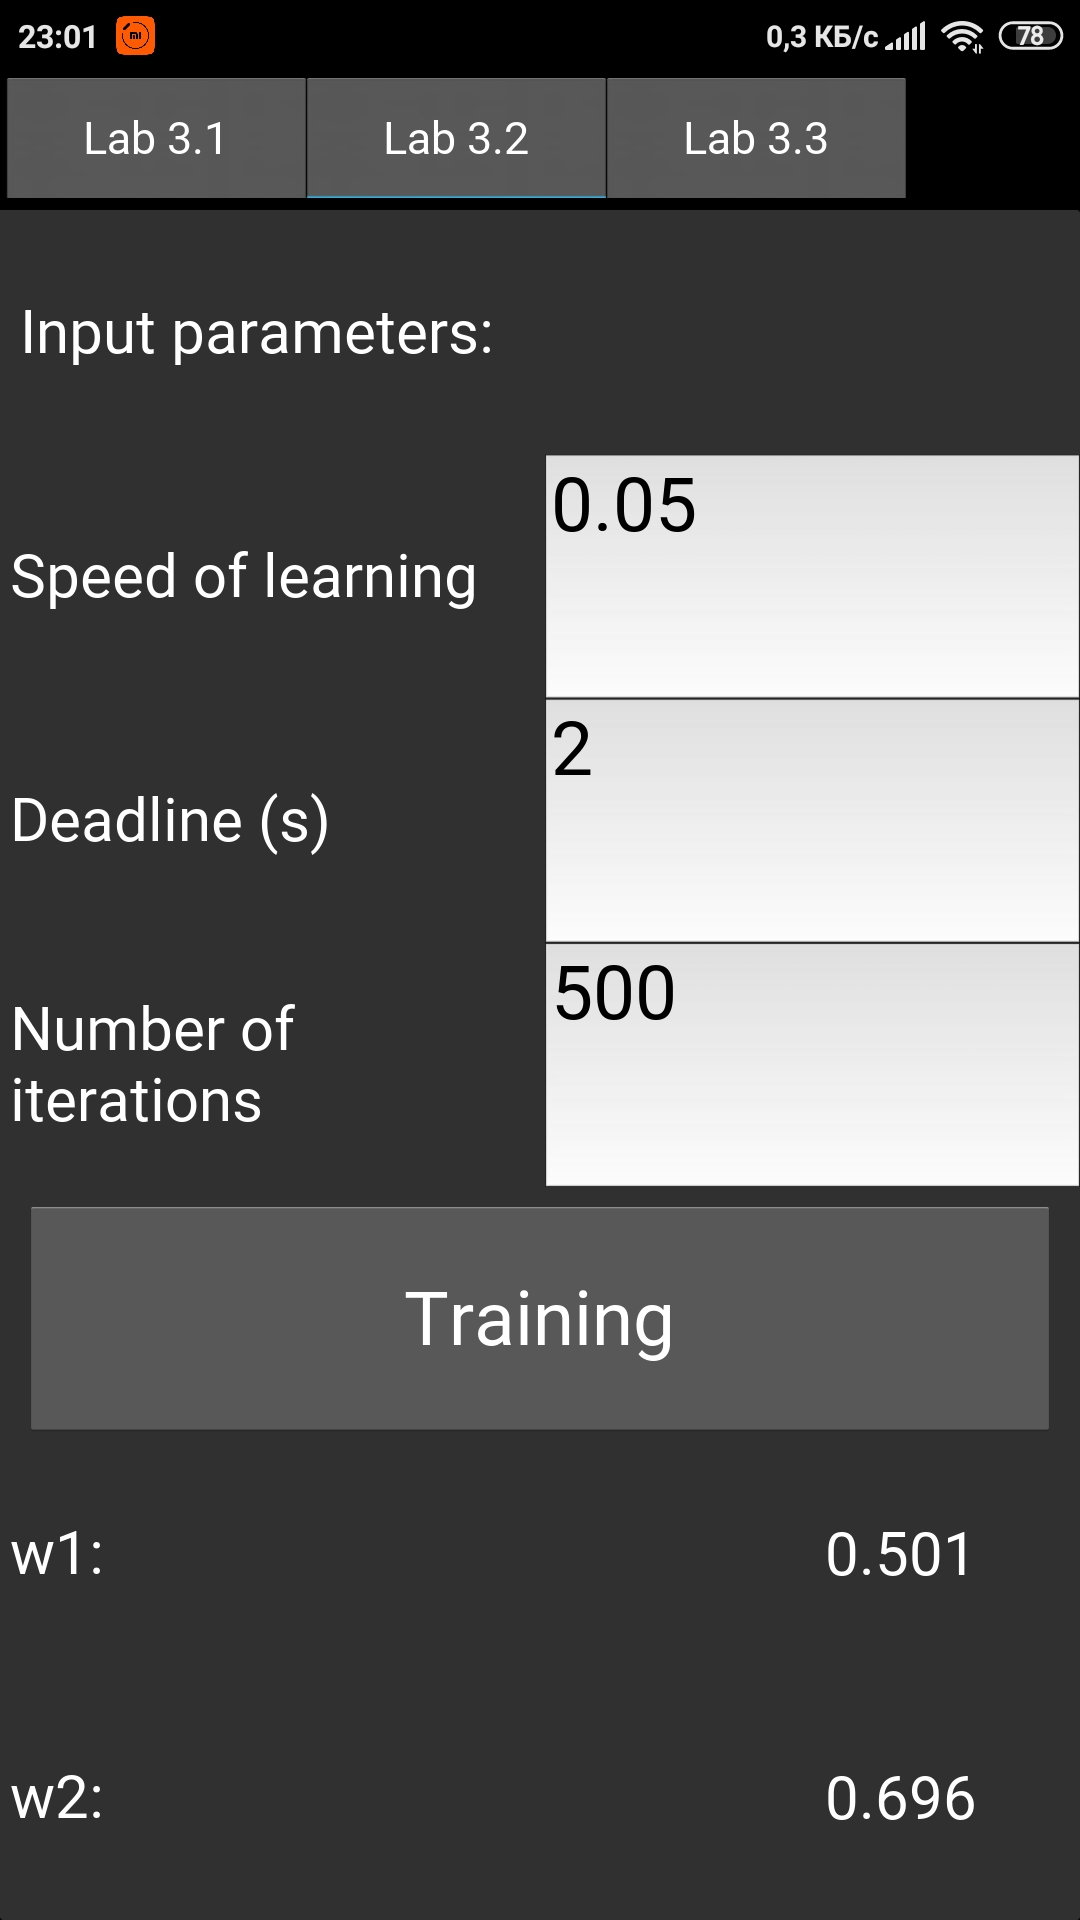 23:01 mi 0,3 КБ/с 78
Lab 3.1 Lab 3.2 Lab 3.3
Input parameters:
Speed of learning 0.05
Deadline (s) 2
Number of
iterations 500
Training
w1: 0.501
w2: 0.696